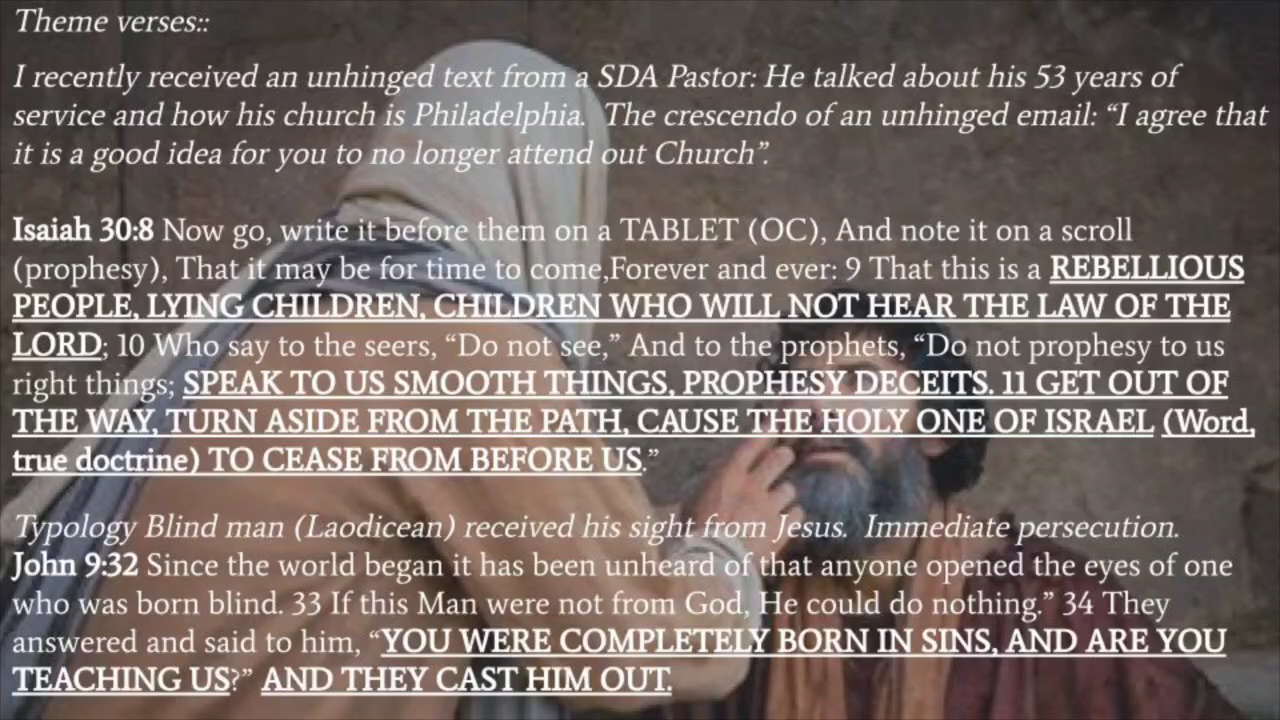 Theme verses::
I recently received an unhinged text from a SDA Pastor: He talked about his 53 years of
service and how his church is Philadelphia.  The crescendo of an unhinged email: “I agree that
it is a good idea for you to no longer attend out Church”.
Isaiah 30:8 Now go, write it before them on a TABLET (OC), And note it on a scroll
(prophesy), That it may be for time to come,Forever and ever: 9 That this is a REBELLIOUS
PEOPLE, LYING CHILDREN, CHILDREN WHO WILL NOT HEAR THE LAW OF THE
LORD; 10 Who say to the seers, “Do not see,” And to the prophets, “Do not prophesy to us
right things; SPEAK TO US SMOOTH THINGS, PROPHESY DECEITS. 11 GET OUT OF
THE WAY, TURN ASIDE FROM THE PATH, CAUSE THE HOLY ONE OF ISRAEL (Word,
true doctrine) TO CEASE FROM BEFORE US.”
Typology Blind man (Laodicean) received his sight from Jesus.  Immediate persecution.
John 9:32 Since the world began it has been unheard of that anyone opened the eyes of one
who was born blind. 33 If this Man were not from God, He could do nothing.” 34 They
answered and said to him, “YOU WERE COMPLETELY BORN IN SINS, AND ARE YOU
TEACHING US?” AND THEY CAST HIM OUT.